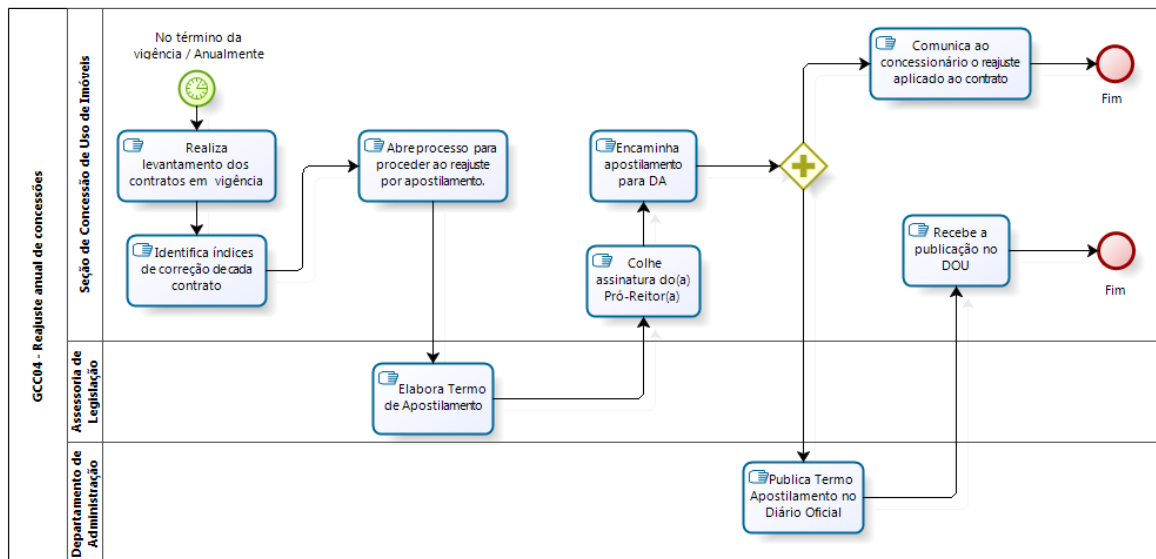 GCC04 - Reajuste anual de concessões
Seção de Concessão de Uso de Imóveis
No término da
vigência / Anualmente
Realiza
levantamento dos
contratos em vigência
Identifica índices
de correção de cada
contrato
Abre processo para
proceder ao reajuste
por apostilamento.
Encaminha
apostilamento
para DA
Colhe
assinatura do(a)
Pró-Reitor(a)
Comunica ao
concessionário o reajuste
aplicado ao contrato
Fim
Recebe a
publicação no
DOU
Fim
Assessoria de
Legislação
Elabora Termo
de Apostilamento
Departamento de
Administração
Publica Termo
Apostilamento no
Diário Oficial